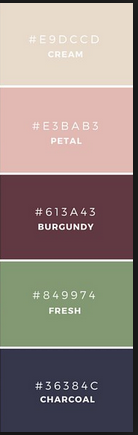 #E9DCCD
CREAM
#E3BAB3
PETAL
#613A43
BURGUNDY
#849974
FRESH
#36384C
CHARCOAL